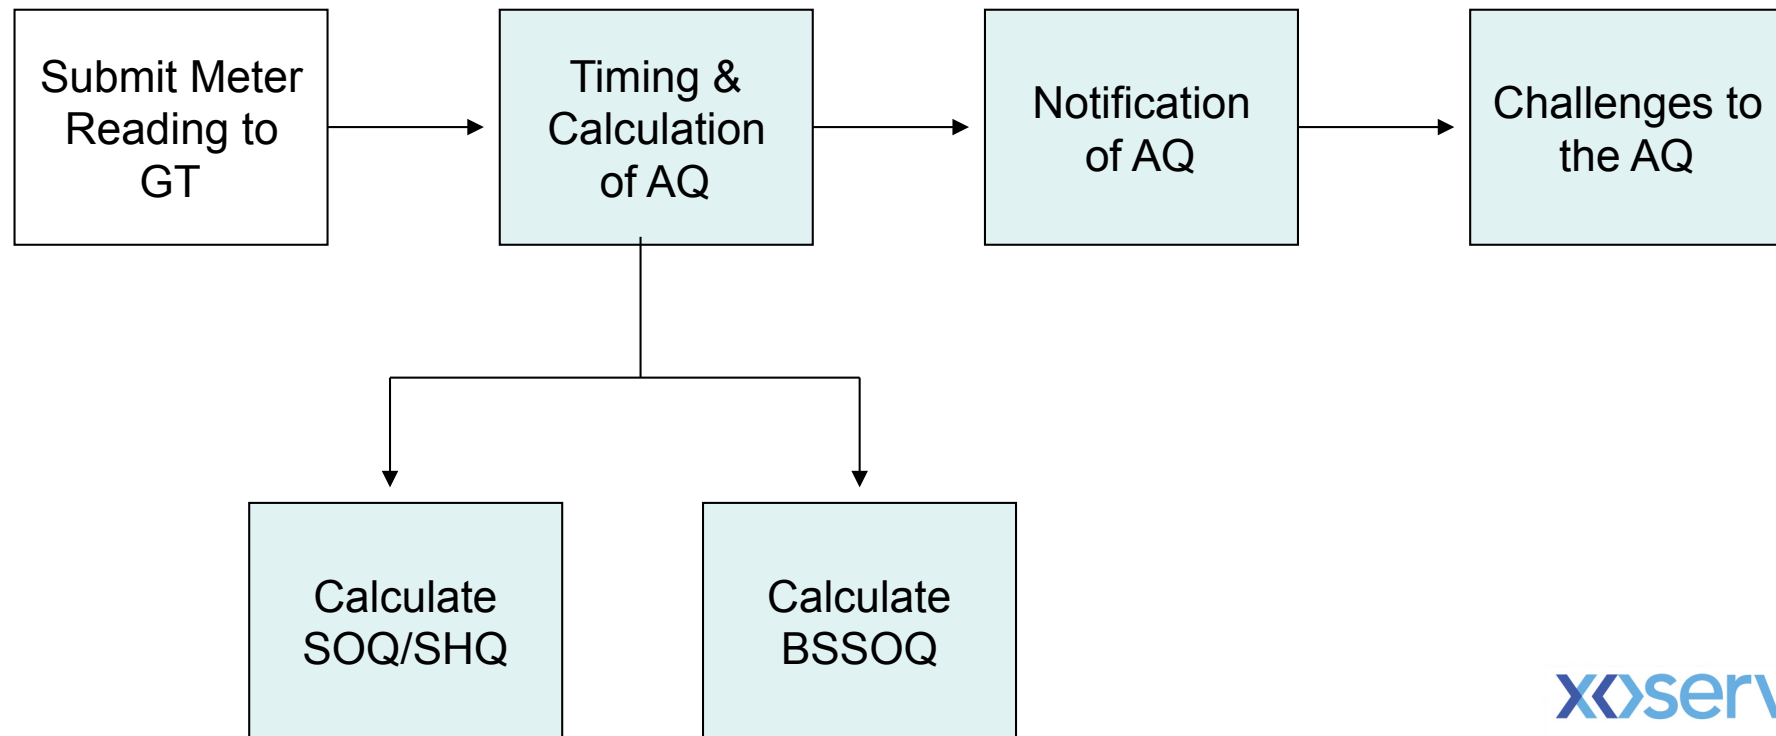 Submit Meter
Reading to
GT
Timing &
Calculation
of AQ
Notification
of AQ
Challenges to
the AQ
Calculate
SOQ/SHQ
Calculate
BSSOQ
xoserv